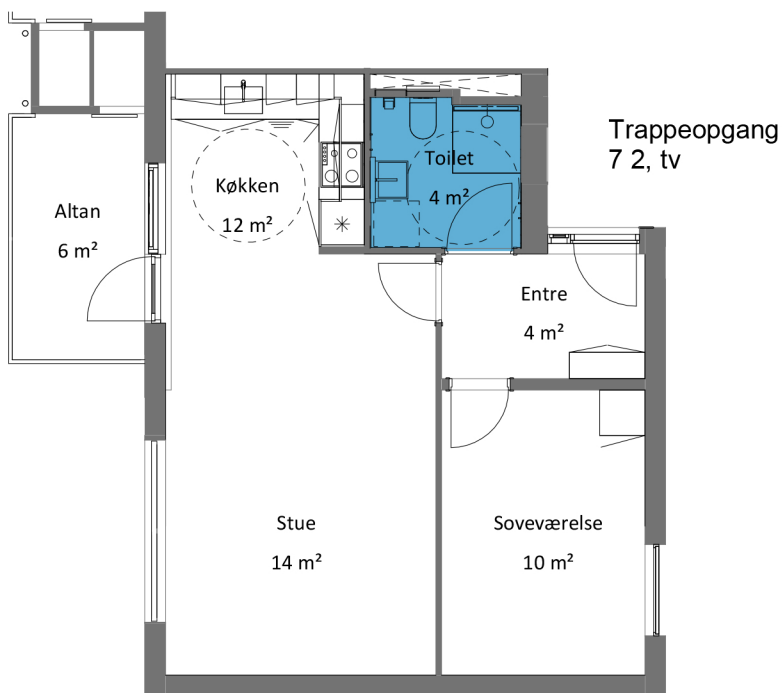 Trappeopgang
7 2, tv
Toilet
4 m²
Køkken
12 m²
Altan
6 m²
Entre
4 m²
Stue
14 m²
Soveværelse
10 m²